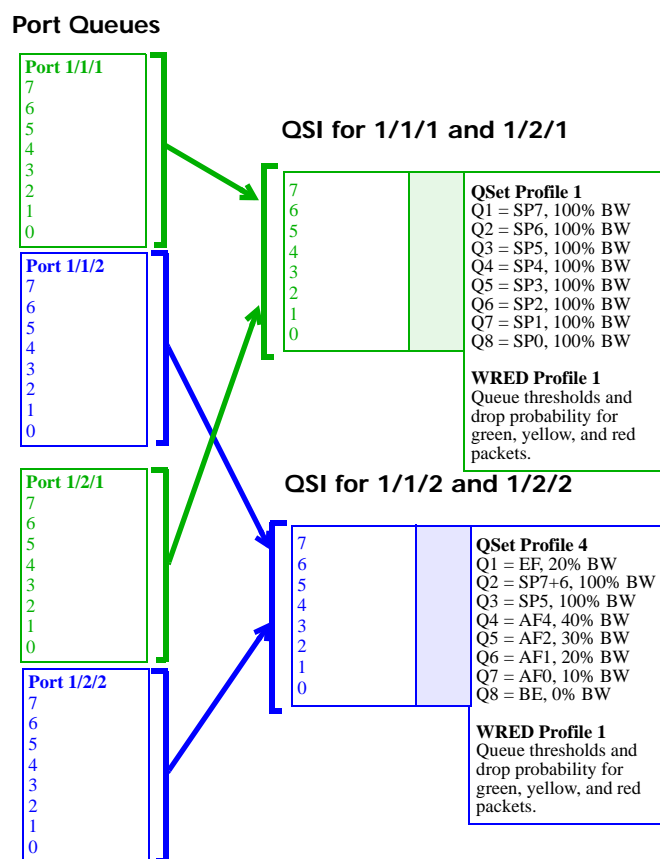 Port Queues
Port 1/1/1
7
6
5
4
3
2
1
0
Port 1/1/2
7
6
5
4
3
2
1
0
Port 1/2/1
7
6
5
4
3
2
1
0
Port 1/2/2
7
6
5
4
3
2
1
0
QSI for 1/1/1 and 1/2/1
7
6
5
4
3
2
1
0
QSet Profile 1
Q1 = SP7, 100% BW
Q2 = SP6, 100% BW
Q3 = SP5, 100% BW
Q4 = SP4, 100% BW
Q5 = SP3, 100% BW
Q6 = SP2, 100% BW
Q7 = SP1, 100% BW
Q8 = SP0, 100% BW
WRED Profile 1
Queue thresholds and
drop probability for
green, yellow, and red
packets.
QSI for 1/1/2 and 1/2/2
7
6
5
4
3
2
1
0
QSet Profile 4
Q1 = EF, 20% BW
Q2 = SP7+6, 100% BW
Q3 = SP5, 100% BW
Q4 = AF4, 40% BW
Q5 = AF2, 30% BW
Q6 = AF1, 20% BW
Q7 = AF0, 10% BW
Q8 = BE, 0% BW
WRED Profile 1
Queue thresholds and
drop probability for
green, yellow, and red
packets.